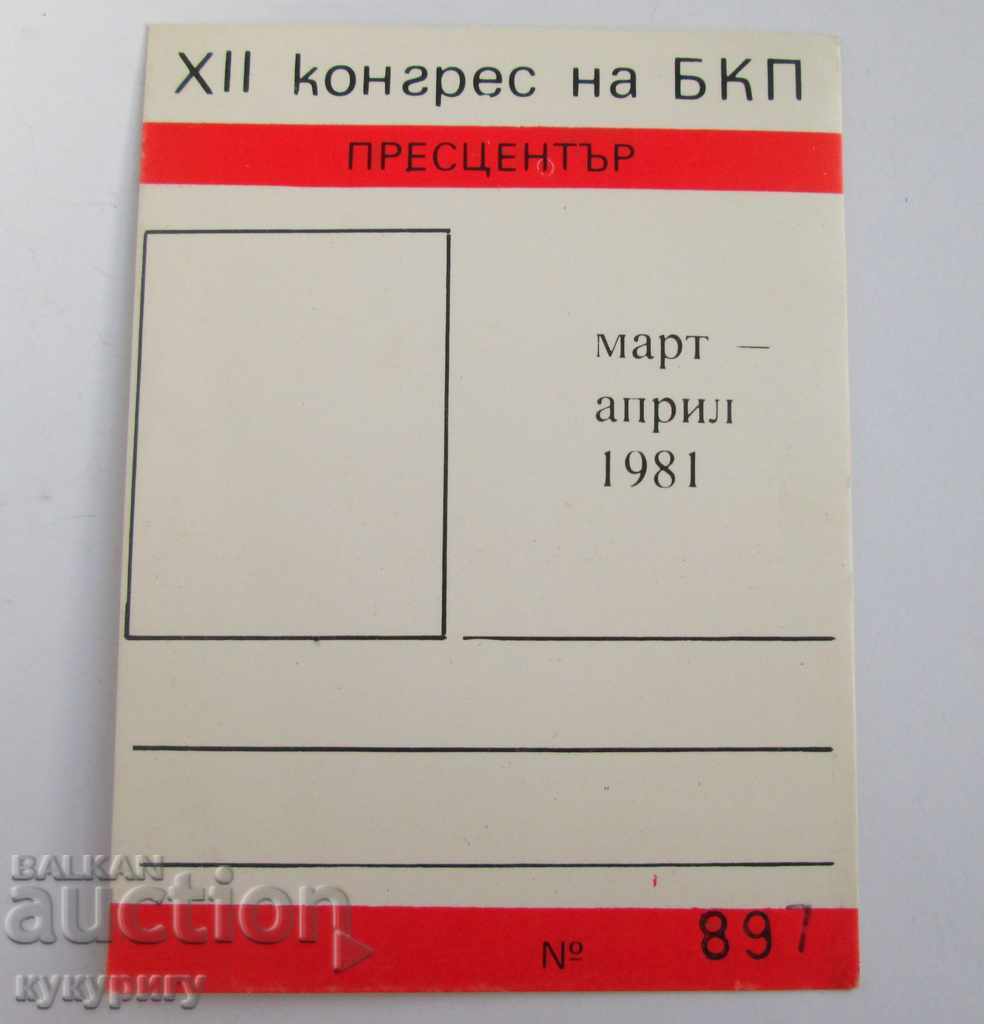 XII конгрес на БКП
ПРЕСЦЕНТЪР
март –
април
1981
№ 897
BALKAN
auction
кукуригу